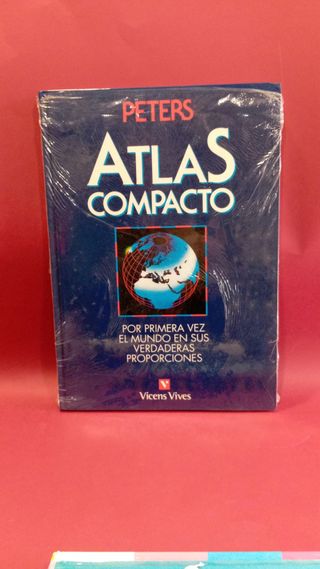 PETERS
ATLAS
COMPACTO
POR PRIMERA VEZ
EL MUNDO EN SUS
VERDADERAS
PROPORCIONES
V
Vicens Vives